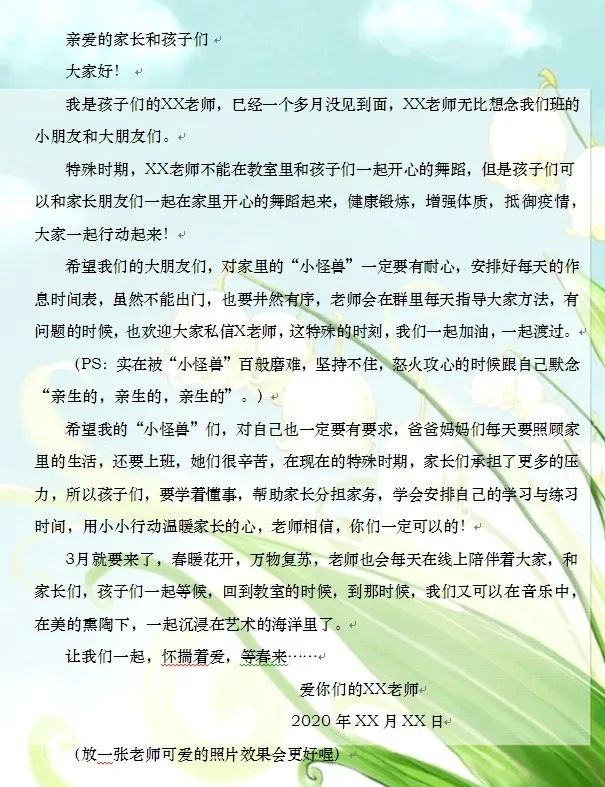 亲爱的家长和孩子们
大家好！
我是孩子们的XX老师，已经一个多月没见到面，XX老师无比想念我们班的
小朋友和大朋友们。
特殊时期，XX老师不能在教室里和孩子们一起开心的舞蹈，但是孩子们可
以和家长朋友们一起在家里开心的舞蹈起来，健康锻炼，增强体质，抵御疫情，
大家一起行动起来！
希望我们的大朋友们，对家里的“小怪兽”一定要有耐心，安排好每天的作
息时间表，虽然不能出门，也要井然有序，老师会在群里每天指导大家方法，有
问题的时候，也欢迎大家私信X老师，这特殊的时刻，我们一起加油，一起渡过。
（PS：实在被“小怪兽”百般磨难，坚持不住，怒火攻心的时候跟自己默念
“亲生的，亲生的，亲生的”。）
希望我的“小怪兽”们，对自己也一定要有要求，爸爸妈妈们每天要照顾家
里的生活，还要上班，她们很辛苦，在现在的特殊时期，家长们承担了更多的压
力，所以孩子们，要学着懂事，帮助家长分担家务，学会安排自己的学习与练习
时间，用小小行动温暖家长的心，老师相信，你们一定可以的！
3月就要来了，春暖花开，万物复苏，老师也会每天在线上陪伴着大家，和
家长们，孩子们一起等候，回到教室的时候，到那时候，我们又可以在音乐中，
在美的熏陶下，一起沉浸在艺术的海洋里了。
让我们一起，怀揣着爱，等春来……
爱你们的XX老师
2020 年 XX 月 XX 日
（放一张老师可爱的照片效果会更好喔）